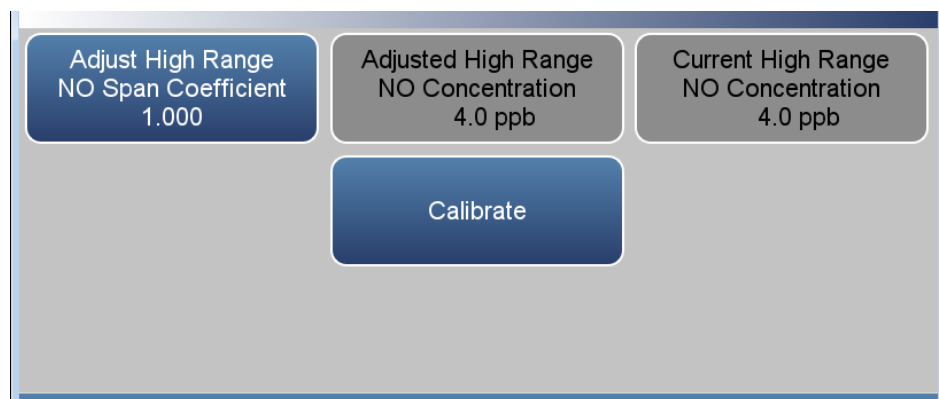 Adjust High Range
NO Span Coefficient
1.000
Adjusted High Range
NO Concentration
4.0 ppb
Current High Range
NO Concentration
4.0 ppb
Calibrate